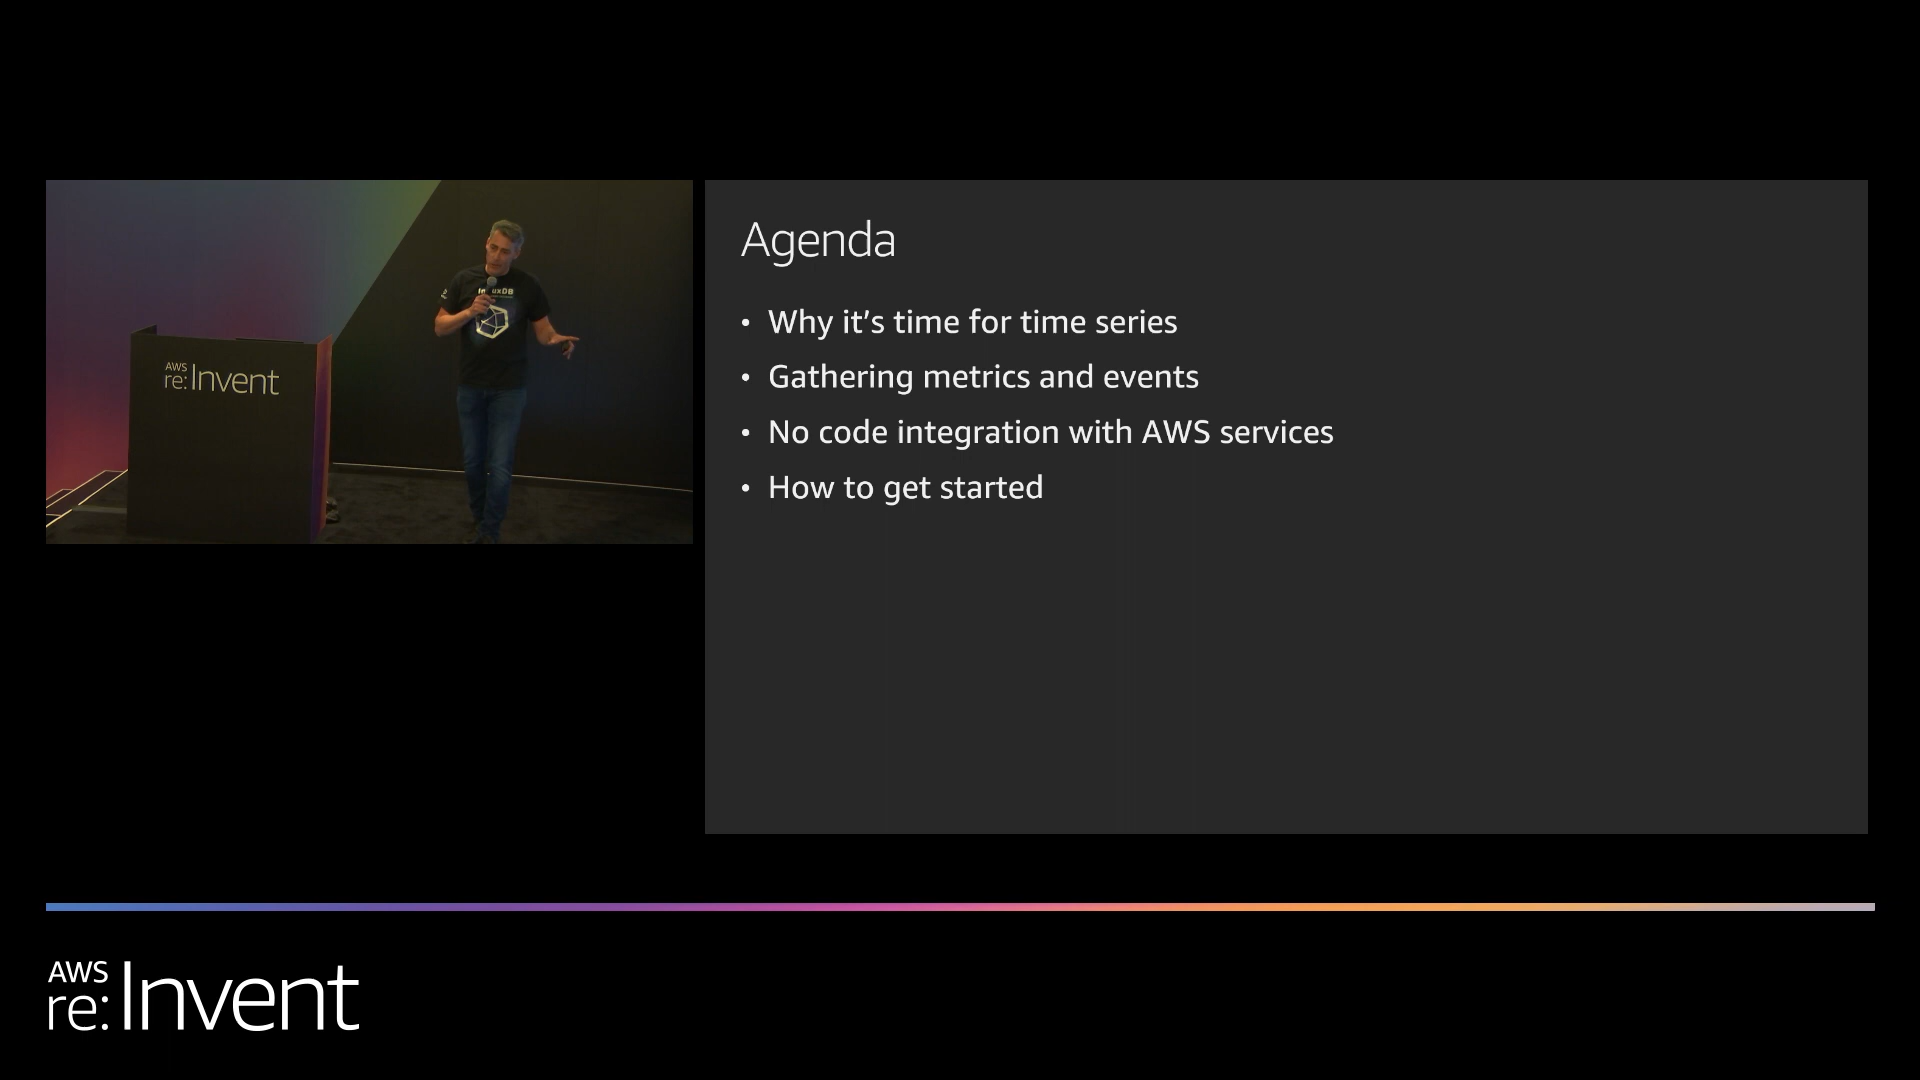 AWS
re:Invent
Agenda
• Why it's time for time series
• Gathering metrics and events
• No code integration with AWS services
• How to get started
AWS
re:Invent